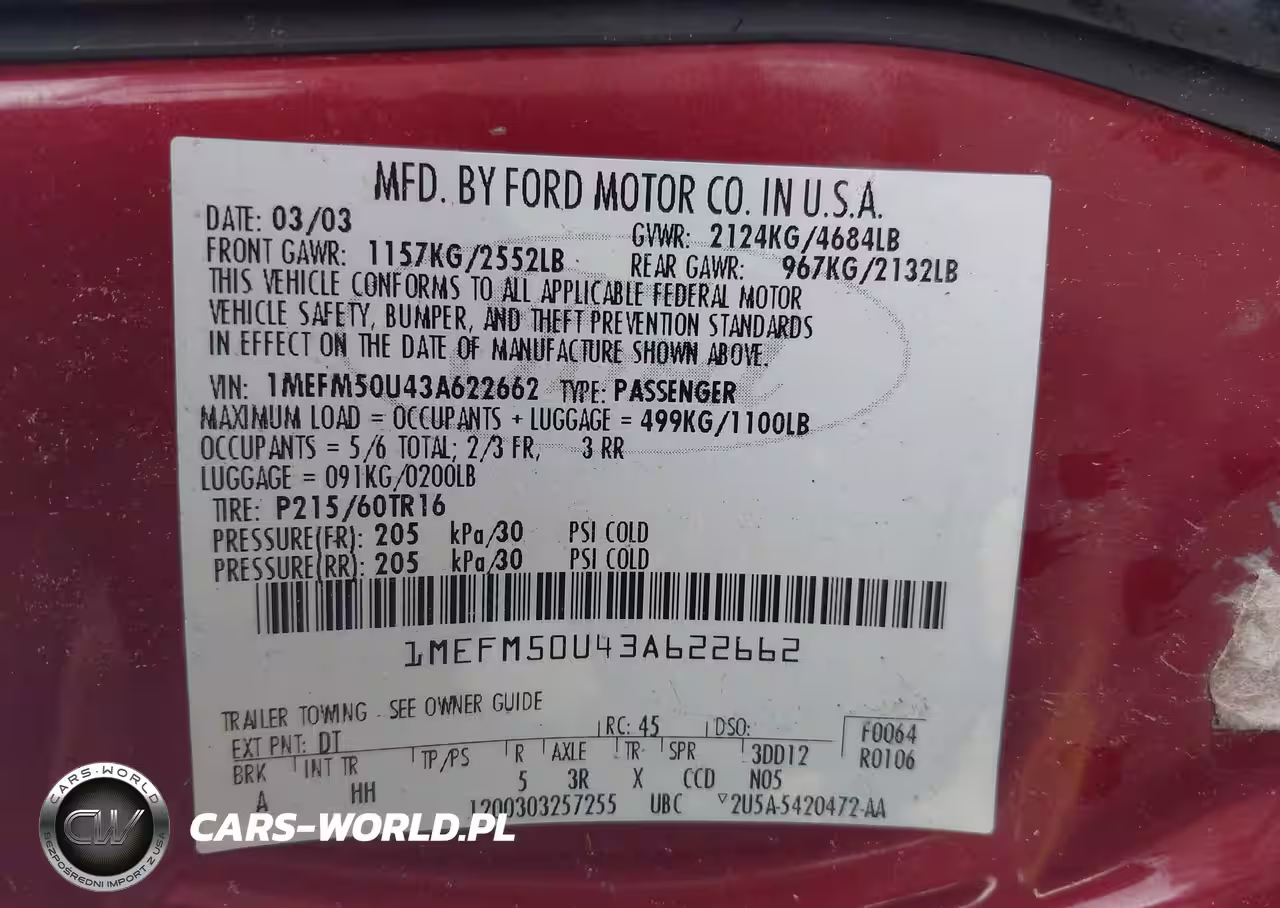 MFD. BY FORD MOTOR CO. IN U.S.A.
DATE: 03/03 GVWR: 2124KG/4684LB
FRONT GAWR: 1157KG/2552LB REAR GAWR: 967KG/2132LB
THIS VEHICLE CONFORMS TO ALL APPLICABLE FEDERAL MOTOR
VEHICLE SAFETY, BUMPER, AND THEFT PREVENTION STANDARDS
IN EFFECT ON THE DATE OF MANUFACTURE SHOWN ABOVE.
VIN: 1MEFM50U43A622662 TYPE: PASSENGER
MAXIMUM LOAD = OCCUPANTS + LUGGAGE = 499KG/1100LB
OCCUPANTS = 5/6 TOTAL; 2/3 FR, 3 RR
LUGGAGE = 091KG/0200LB
TIRE: P215/60TR16
PRESSURE(FR): 205 kPa/30 PSI COLD
PRESSURE(RR): 205 kPa/30 PSI COLD
1MEFM50U43A622662
TRAILER TOWING - SEE OWNER GUIDE
EXT PNT: DT RC: 45 DSO: F0064
BRK INT TR TP/PS R AXLE TR SPR 3DD12 R0106
A HH 5 3R X CCD N05
1200303257255 UBC ▽2U5A-5420472-AA
CARS-WORLD
CW
BEZPOŚREDNI IMPORT Z USA
CARS-WORLD.PL